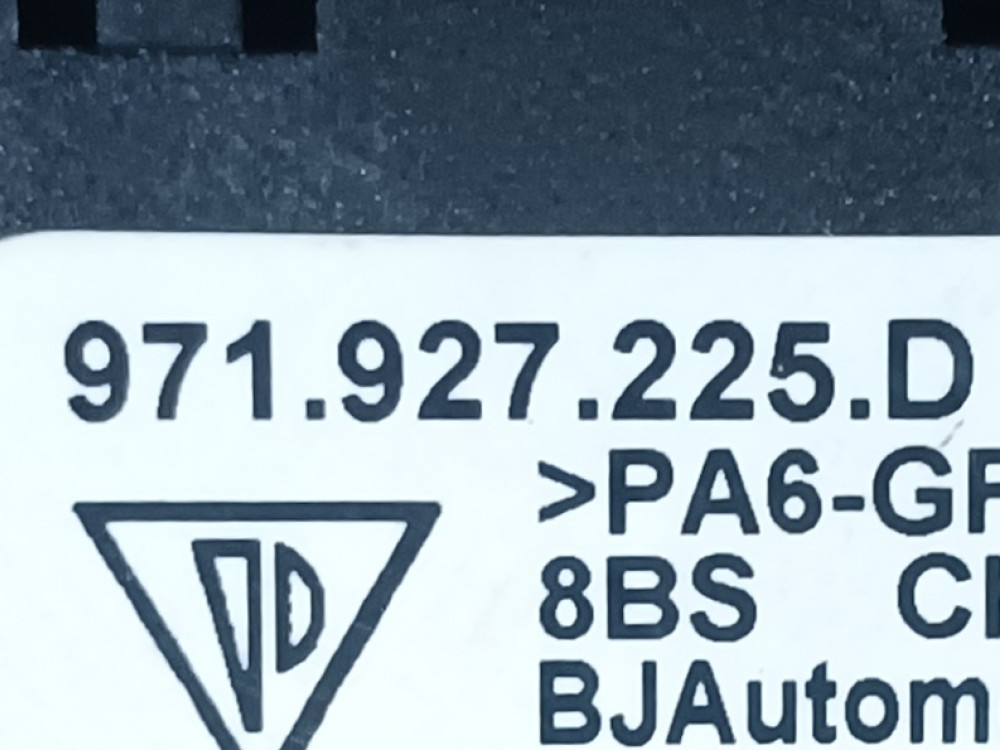 971.927.225.D
>PA6-GF
8BS C
BJAutom